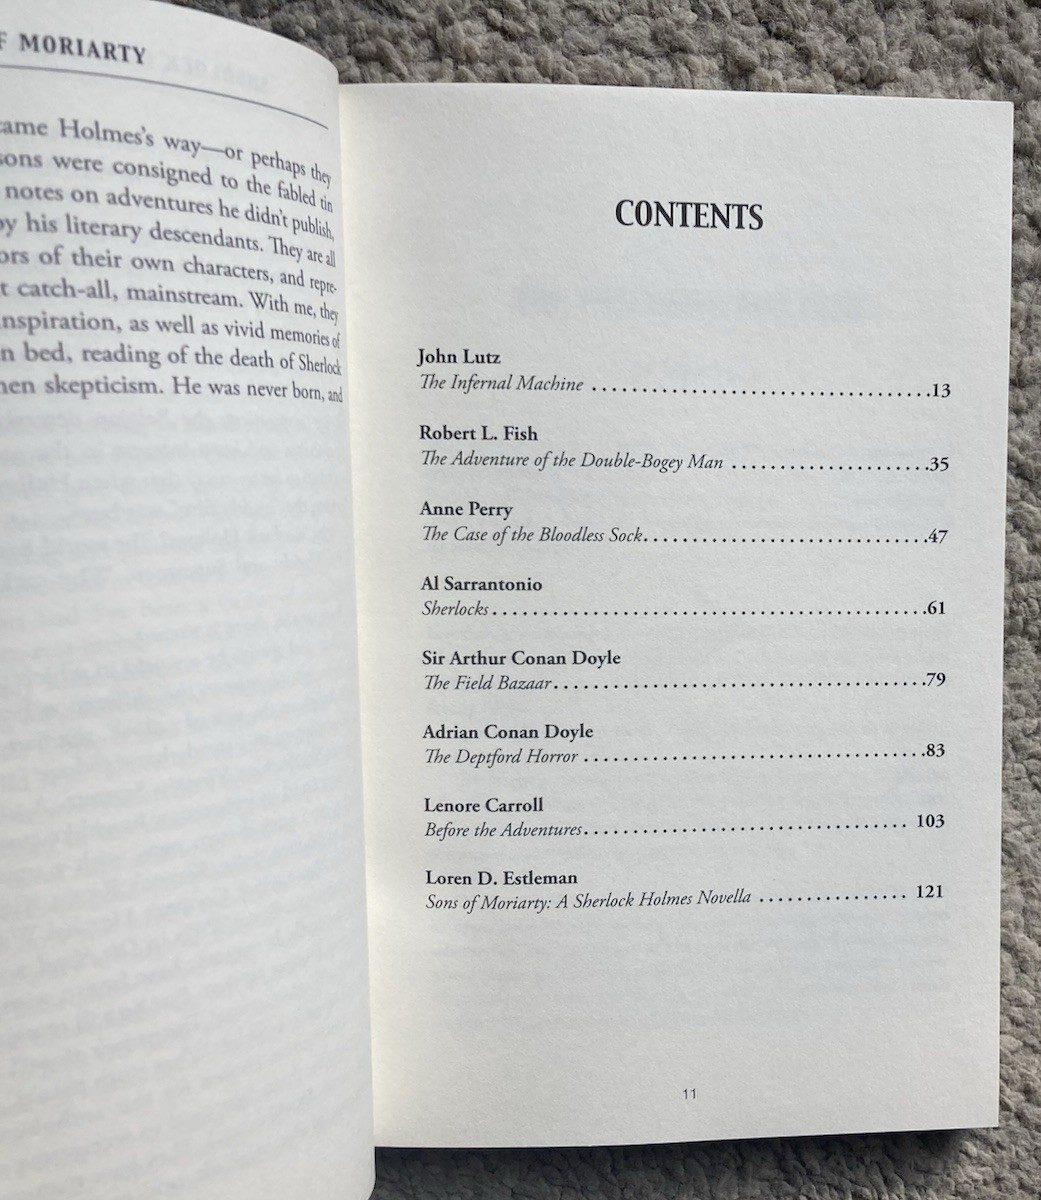 F MORIARTY
ame Holmes's way—or perhaps they
sons were consigned to the fabled tin
notes on adventures he didn't publish,
by his literary descendants. They are all
ors of their own characters, and repre-
t catch-all, mainstream. With me, they
nspiration, as well as vivid memories of
n bed, reading of the death of Sherlock
hen skepticism. He was never born, and
CONTENTS
John Lutz
The Infernal Machine ....................................13
Robert L. Fish
The Adventure of the Double-Bogey Man .....................35
Anne Perry
The Case of the Bloodless Sock..............................47
Al Sarrantonio
Sherlocks..............................................61
Sir Arthur Conan Doyle
The Field Bazaar........................................79
Adrian Conan Doyle
The Deptford Horror .....................................83
Lenore Carroll
Before the Adventures.................................. 103
Loren D. Estleman
Sons of Moriarty: A Sherlock Holmes Novella ................ 121
11